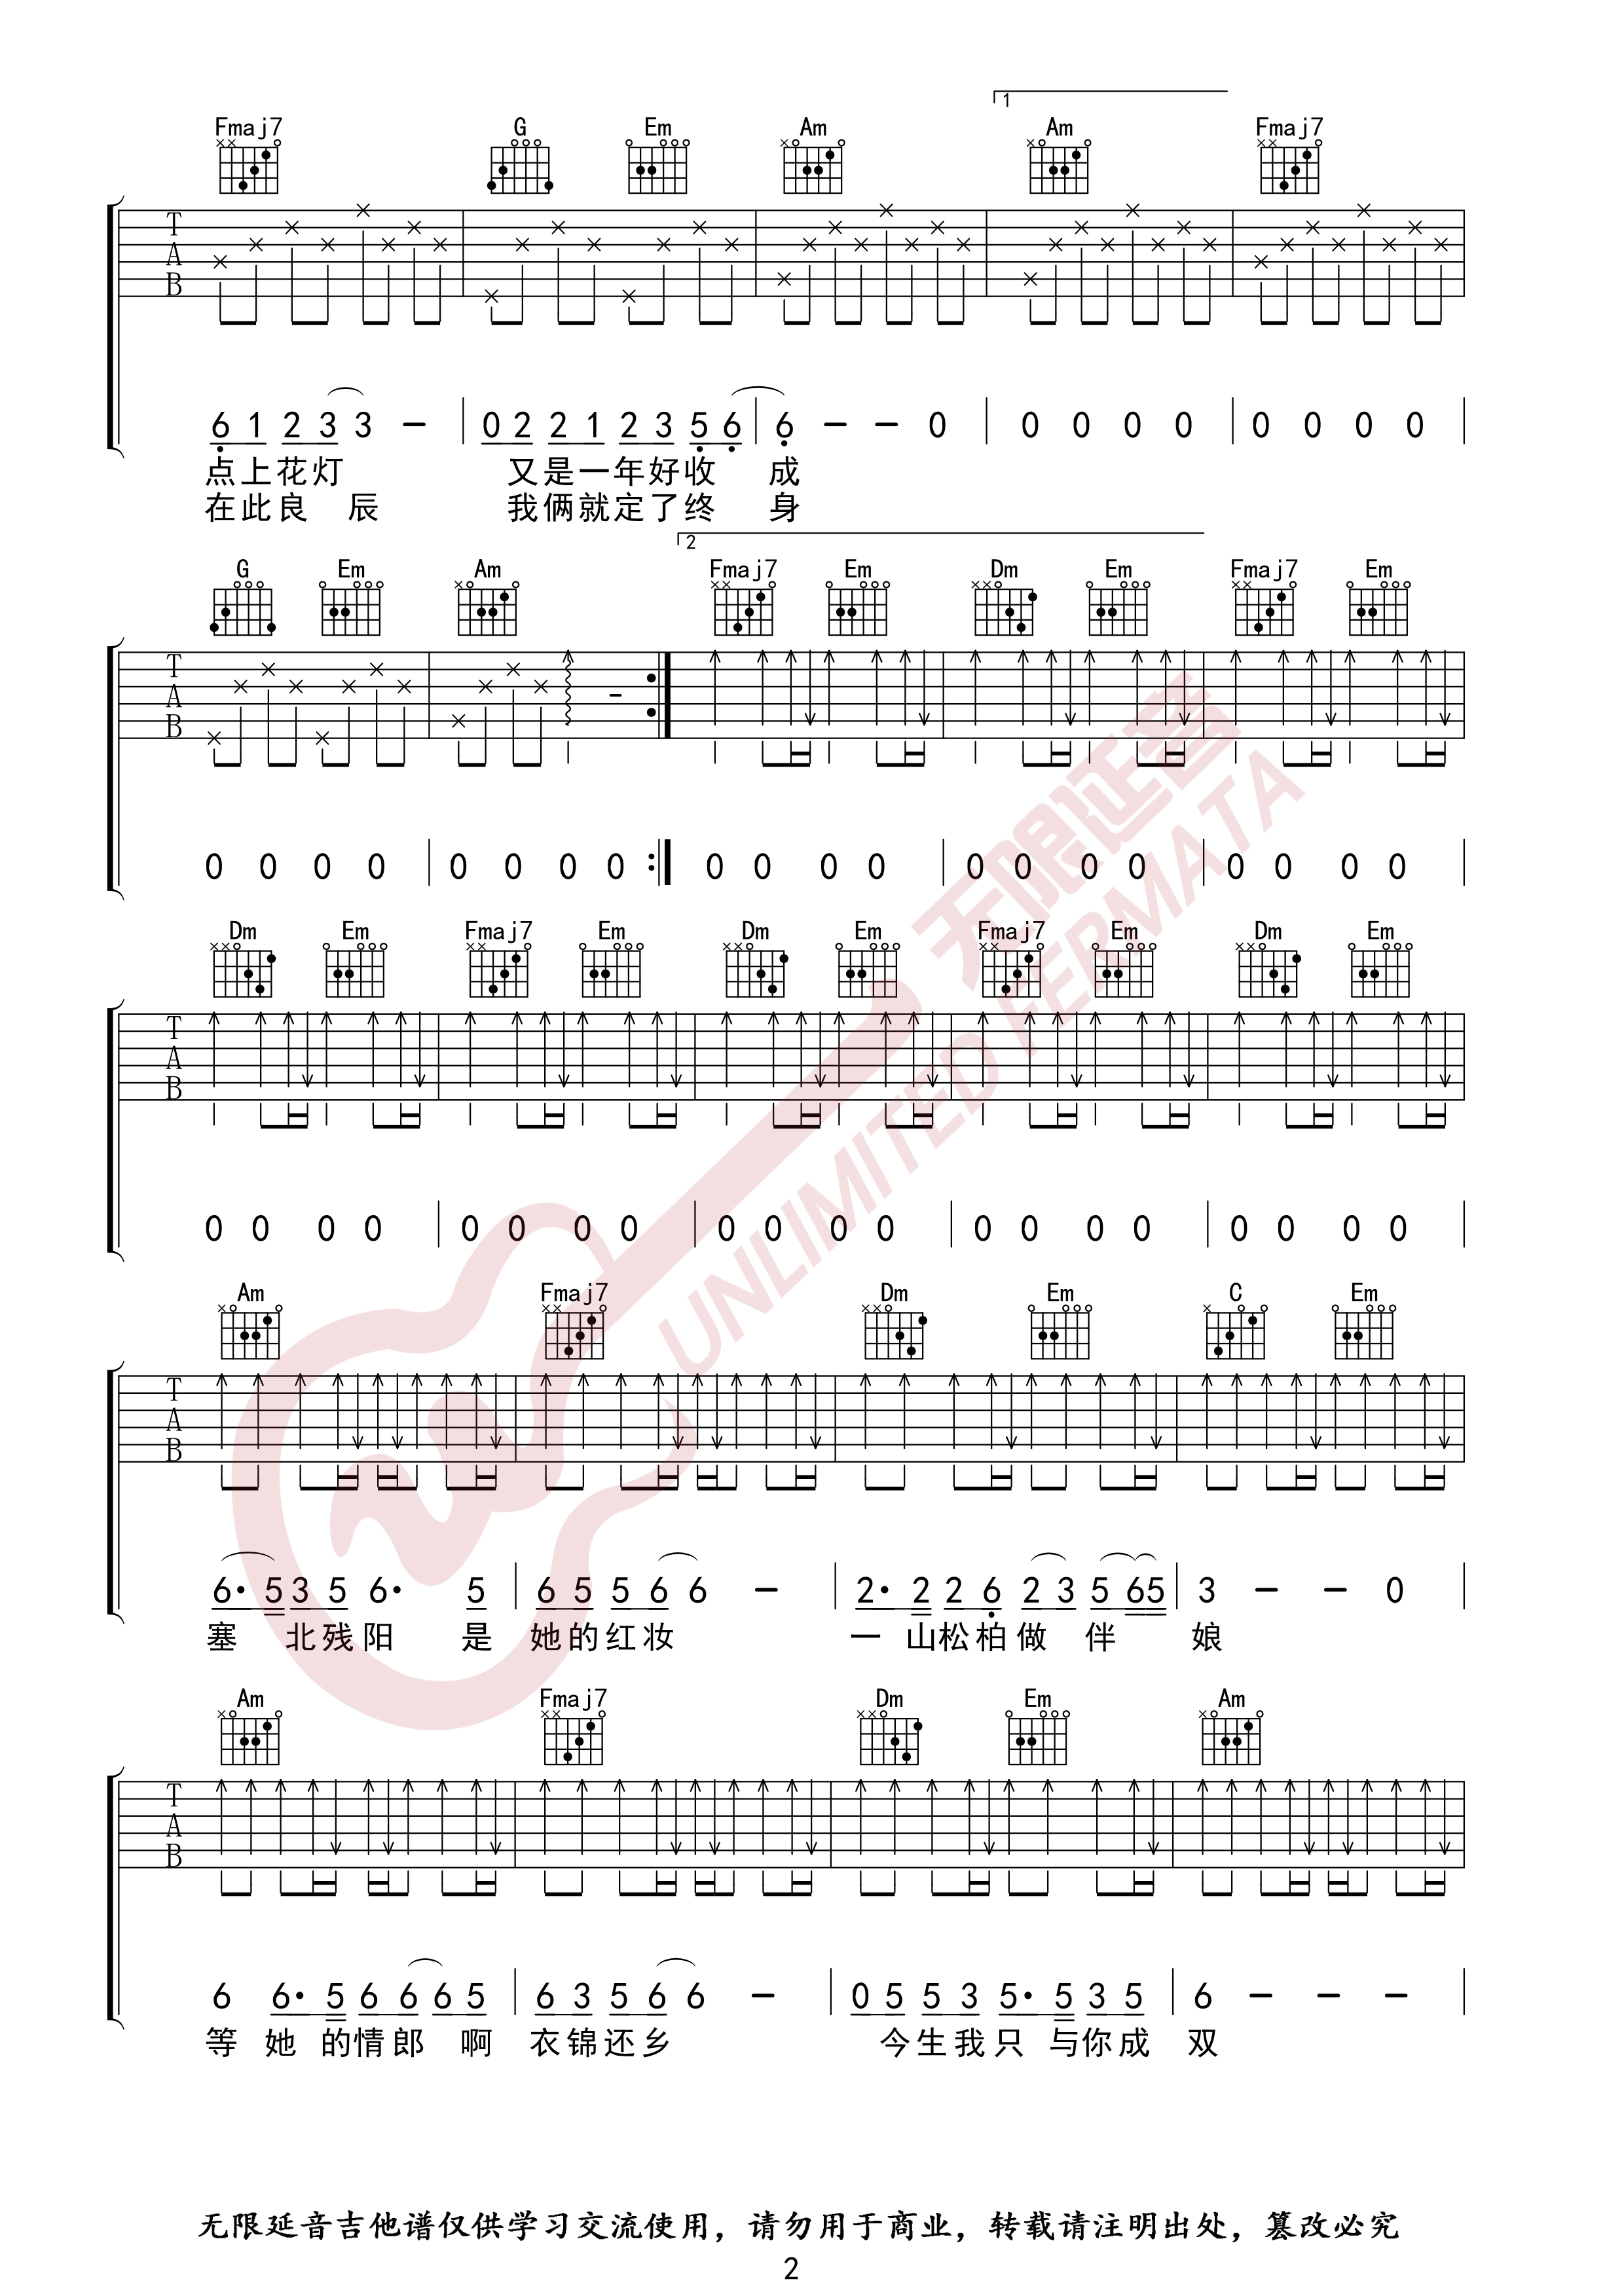 1
Fmaj7 G Em Am Am Fmaj7
T
A
B
6 1 2 3 3 - 0 2 2 1 2 3 5 6 6 - - 0 0 0 0 0 0 0 0 0
点上花灯 又是一年好收 成
在此良 辰 我俩就定了终 身
2
G Em Am Fmaj7 Em Dm Em Fmaj7 Em
T
A
B
-
0 0 0 0 0 0 0 0 0 0 0 0 0 0 0 0 0 0 0 0
Dm Em Fmaj7 Em Dm Em Fmaj7 Em Dm Em
T
A
B
0 0 0 0 0 0 0 0 0 0 0 0 0 0 0 0 0 0 0 0
Am Fmaj7 Dm Em C Em
T
A
B
6· 5 3 5 6· 5 6 5 5 6 6 - 2· 2 2 6 2 3 5 6 5 3 - - 0
塞 北残阳 是 她的红妆 一 山松柏做 伴 娘
Am Fmaj7 Dm Em Am
T
A
B
6 6· 5 6 6 6 5 6 3 5 6 6 - 0 5 5 3 5· 5 3 5 6 - - -
等 她 的情郎 啊 衣锦还乡 今生我只 与你成 双
无限延音
UNLIMITED FERMATA
无限延音吉他谱仅供学习交流使用，请勿用于商业，转载请注明出处，篡改必究
2